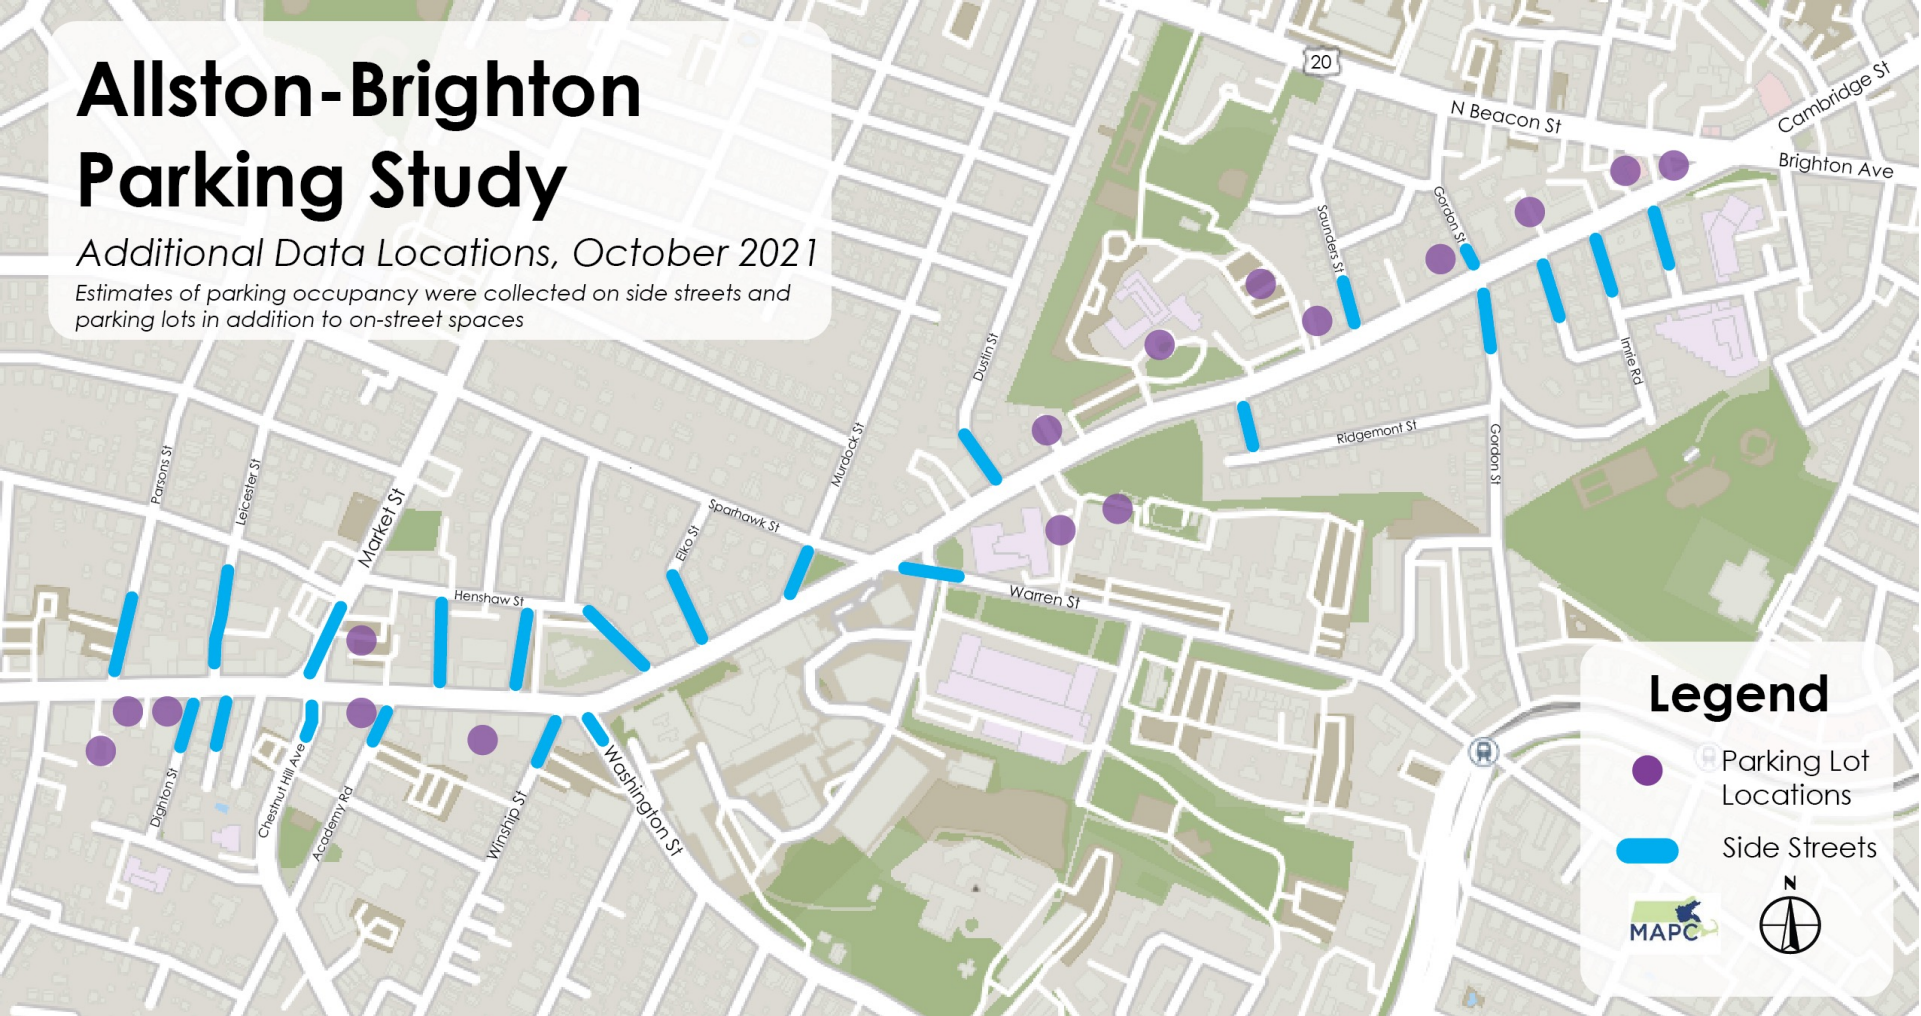 Allston-Brighton
Parking Study
Additional Data Locations, October 2021
Estimates of parking occupancy were collected on side streets and
parking lots in addition to on-street spaces
20
N Beacon St
Cambridge St
Brighton Ave
Gordon St
Saunders St
Dustin St
Imrie Rd
Ridgemont St
Gordon St
Murdock St
Parsons St
Leicester St
Market St
Sparhawk St
Elko St
Henshaw St
Warren St
Dighton St
Chestnut Hill Ave
Academy Rd
Winship St
Washington St
Legend
Parking Lot
Locations
Side Streets
N
MAPC